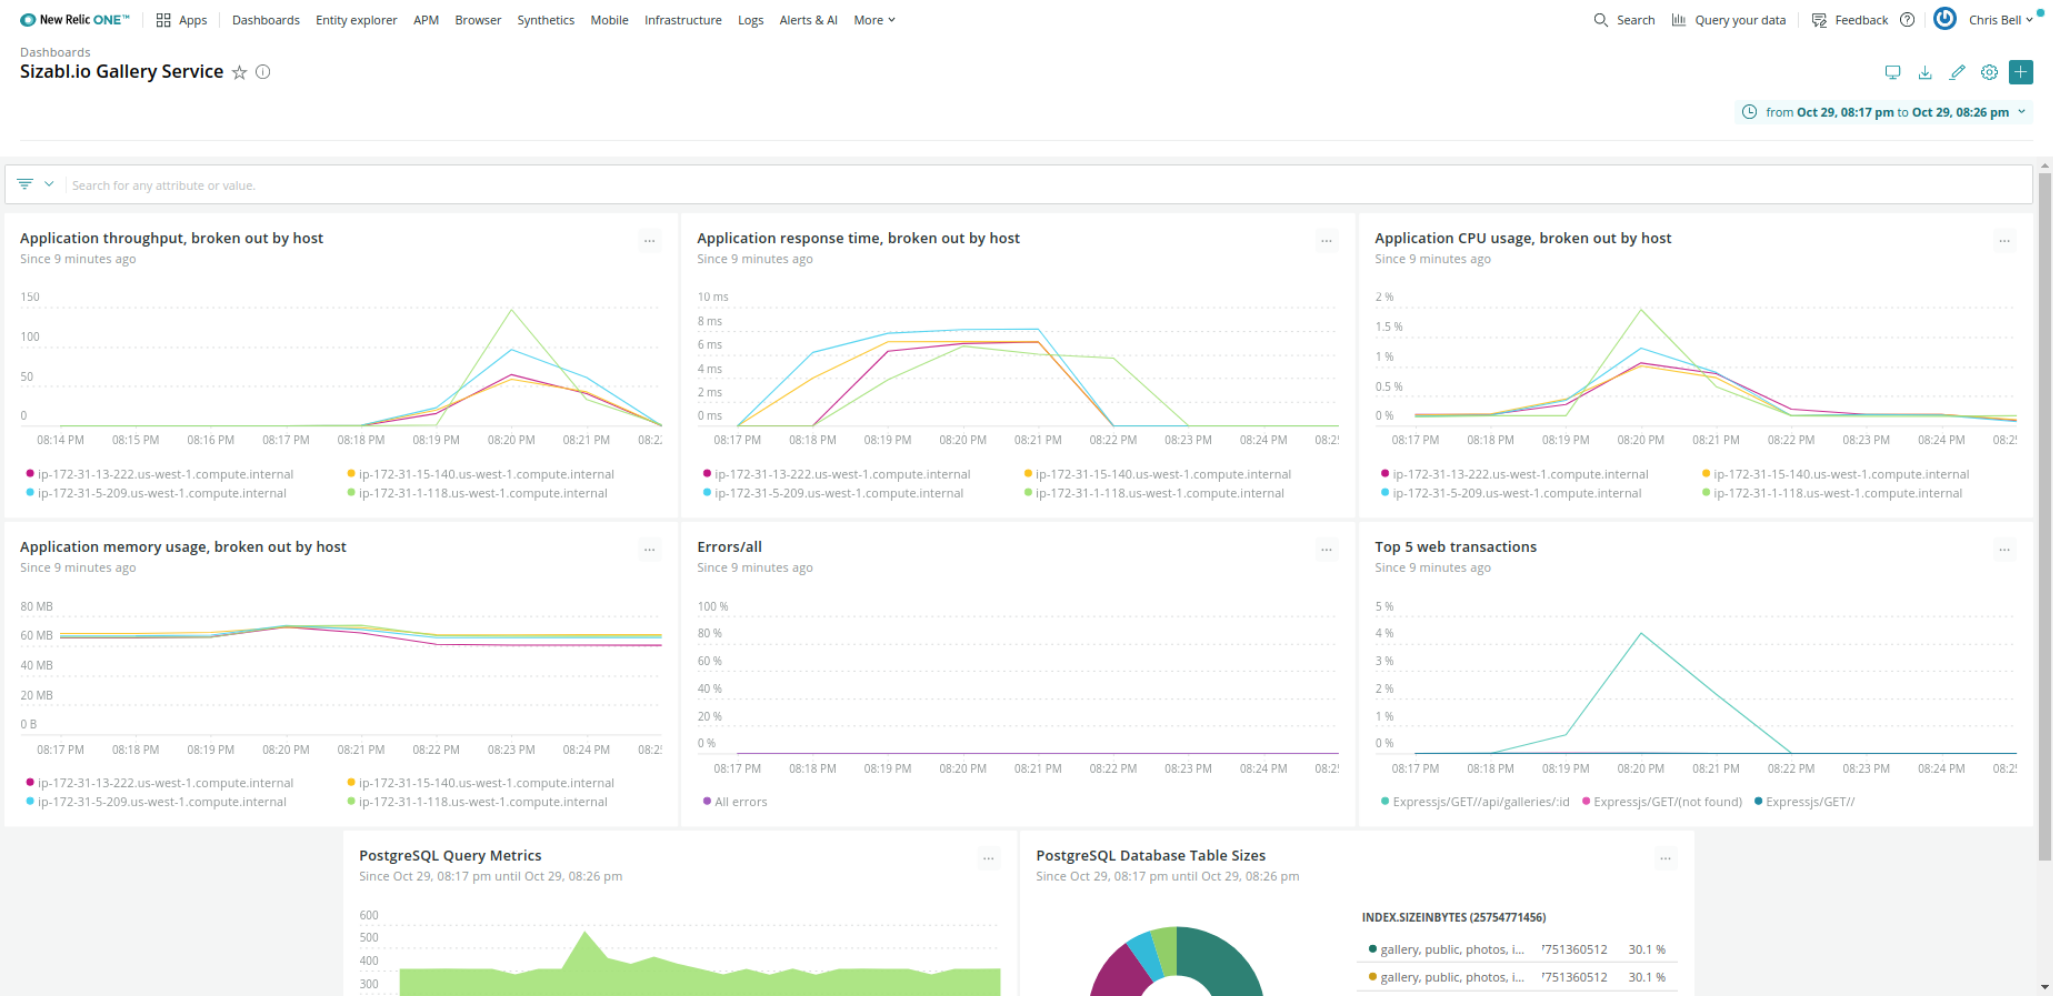 New Relic ONE™ Apps Dashboards Entity explorer APM Browser Synthetics Mobile Infrastructure Logs Alerts & AI More Search Query your data Feedback Chris Bell
Dashboards
Sizabl.io Gallery Service
from Oct 29, 08:17 pm to Oct 29, 08:26 pm
Search for any attribute or value.
Application throughput, broken out by host
Since 9 minutes ago
150
100
50
0
08:14 PM 08:15 PM 08:16 PM 08:17 PM 08:18 PM 08:19 PM 08:20 PM 08:21 PM 08:2
ip-172-31-13-222.us-west-1.compute.internal ip-172-31-15-140.us-west-1.compute.internal
ip-172-31-5-209.us-west-1.compute.internal ip-172-31-1-118.us-west-1.compute.internal
Application response time, broken out by host
Since 9 minutes ago
10 ms
8 ms
6 ms
4 ms
2 ms
0 ms
08:17 PM 08:18 PM 08:19 PM 08:20 PM 08:21 PM 08:22 PM 08:23 PM 08:24 PM 08:2
ip-172-31-13-222.us-west-1.compute.internal ip-172-31-15-140.us-west-1.compute.internal
ip-172-31-5-209.us-west-1.compute.internal ip-172-31-1-118.us-west-1.compute.internal
Application CPU usage, broken out by host
Since 9 minutes ago
2 %
1.5 %
1 %
0.5 %
0 %
08:17 PM 08:18 PM 08:19 PM 08:20 PM 08:21 PM 08:22 PM 08:23 PM 08:24 PM 08:2
ip-172-31-13-222.us-west-1.compute.internal ip-172-31-15-140.us-west-1.compute.internal
ip-172-31-5-209.us-west-1.compute.internal ip-172-31-1-118.us-west-1.compute.internal
Application memory usage, broken out by host
Since 9 minutes ago
80 MB
60 MB
40 MB
20 MB
0 B
08:17 PM 08:18 PM 08:19 PM 08:20 PM 08:21 PM 08:22 PM 08:23 PM 08:24 PM 08:2
ip-172-31-13-222.us-west-1.compute.internal ip-172-31-15-140.us-west-1.compute.internal
ip-172-31-5-209.us-west-1.compute.internal ip-172-31-1-118.us-west-1.compute.internal
Errors/all
Since 9 minutes ago
100 %
80 %
60 %
40 %
20 %
0 %
08:17 PM 08:18 PM 08:19 PM 08:20 PM 08:21 PM 08:22 PM 08:23 PM 08:24 PM 08:2
All errors
Top 5 web transactions
Since 9 minutes ago
5 %
4 %
3 %
2 %
1 %
0 %
08:17 PM 08:18 PM 08:19 PM 08:20 PM 08:21 PM 08:22 PM 08:23 PM 08:24 PM 08:2
Expressjs/GET//api/galleries/:id Expressjs/GET/(not found) Expressjs/GET//
PostgreSQL Query Metrics
Since Oct 29, 08:17 pm until Oct 29, 08:26 pm
600
500
400
300
PostgreSQL Database Table Sizes
Since Oct 29, 08:17 pm until Oct 29, 08:26 pm
INDEX.SIZEINBYTES (25754771456)
gallery, public, photos, i... 751360512 30.1 %
gallery, public, photos, i... 751360512 30.1 %